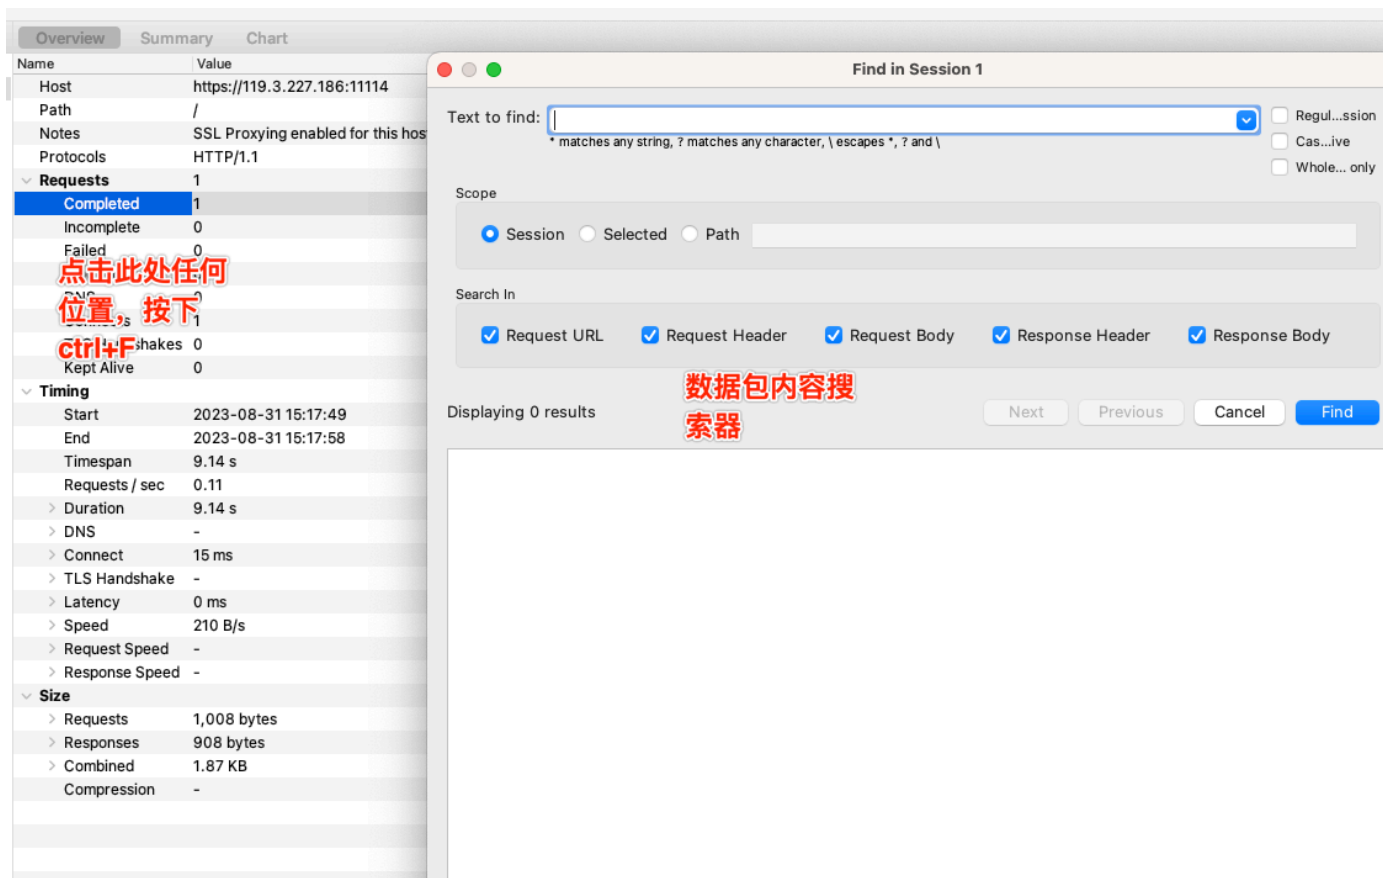 Overview Summary Chart
Name Value
Host https://119.3.227.186:11114
Path /
Notes SSL Proxying enabled for this hos
Protocols HTTP/1.1
Requests 1
Completed 1
Incomplete 0
Failed 0
点击此处任何
位置，按下
ctrl+F
1
shakes 0
Kept Alive 0
Timing
Start 2023-08-31 15:17:49
End 2023-08-31 15:17:58
Timespan 9.14 s
Requests / sec 0.11
Duration 9.14 s
DNS -
Connect 15 ms
TLS Handshake -
Latency 0 ms
Speed 210 B/s
Request Speed -
Response Speed -
Size
Requests 1,008 bytes
Responses 908 bytes
Combined 1.87 KB
Compression -
Find in Session 1
Text to find:
Regul...ssion
* matches any string, ? matches any character, \ escapes *, ? and \
Cas...ive
Whole... only
Scope
Session Selected Path
Search In
Request URL Request Header Request Body Response Header Response Body
数据包内容搜
索器
Displaying 0 results
Next Previous Cancel Find